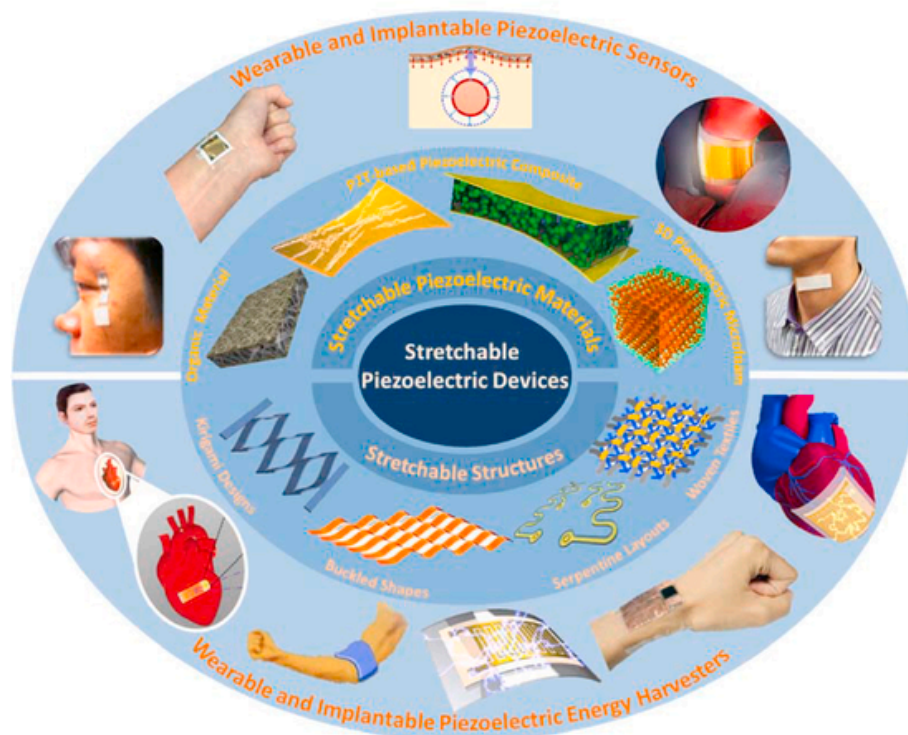 Wearable and Implantable Piezoelectric Sensors
PZT-based Piezoelectric Composite
Organic Material
3D Piezoelectric Microfoam
Stretchable Piezoelectric Materials
Stretchable
Piezoelectric Devices
Stretchable Structures
Kirigami Designs
Buckled Shapes
Serpentine Layouts
Woven Textiles
Wearable and Implantable Piezoelectric Energy Harvesters